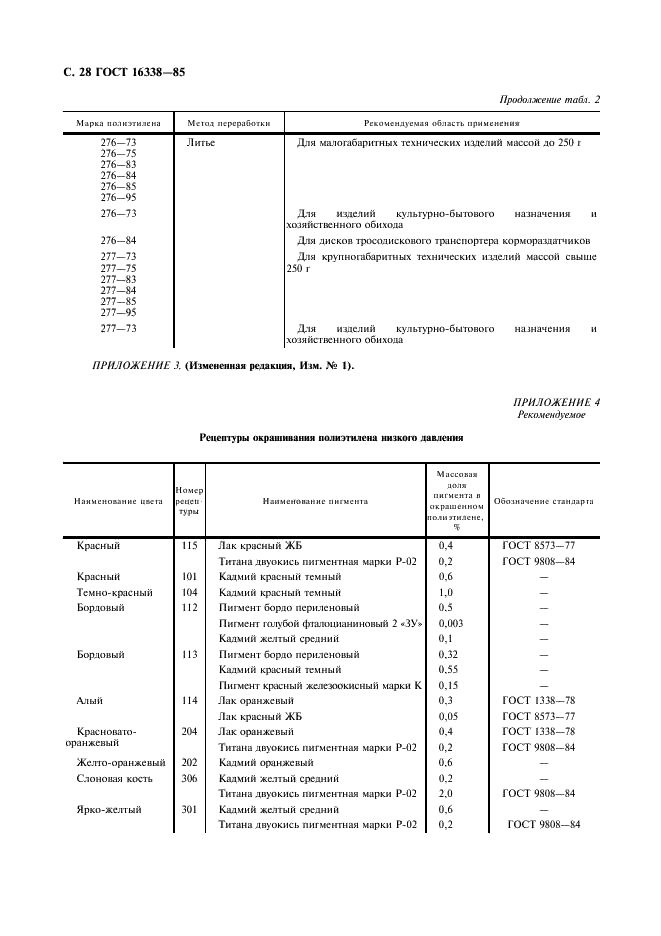 С. 28 ГОСТ 16338—85
Продолжение табл. 2
Марка полиэтилена Метод переработки Рекомендуемая область применения
276—73 Литье Для малогабаритных технических изделий массой до 250 г
276—75
276—83
276—84
276—85
276—95
276—73 Для изделий культурно-бытового назначения и
хозяйственного обихода
276—84 Для дисков тросодискового транспортера кормораздатчиков
277—73 Для крупногабаритных технических изделий массой свыше
277—75 250 г
277—83
277—84
277—85
277—95
277—73 Для изделий культурно-бытового назначения и
хозяйственного обихода
ПРИЛОЖЕНИЕ 3. (Измененная редакция, Изм. № 1).
ПРИЛОЖЕНИЕ 4
Рекомендуемое
Рецептуры окрашивания полиэтилена низкого давления
Наименование цвета Номер рецеп- туры Наименование пигмента Массовая доля пигмента в окрашенном полиэтилене, % Обозначение стандарта
Красный 115 Лак красный ЖБ 0,4 ГОСТ 8573—77
Титана двуокись пигментная марки Р-02 0,2 ГОСТ 9808—84
Красный 101 Кадмий красный темный 0,6 —
Темно-красный 104 Кадмий красный темный 1,0 —
Бордовый 112 Пигмент бордо периленовый 0,5 —
Пигмент голубой фталоцианиновый 2 «ЗУ» 0,003 —
Кадмий желтый средний 0,1 —
Бордовый 113 Пигмент бордо периленовый 0,32 —
Кадмий красный темный 0,55 —
Пигмент красный железоокисный марки К 0,15 —
Алый 114 Лак оранжевый 0,3 ГОСТ 1338—78
Лак красный ЖБ 0,05 ГОСТ 8573—77
Красновато- 204 Лак оранжевый 0,4 ГОСТ 1338—78
оранжевый Титана двуокись пигментная марки Р-02 0,2 ГОСТ 9808—84
Желто-оранжевый 202 Кадмий оранжевый 0,6 —
Слоновая кость 306 Кадмий желтый средний 0,2 —
Титана двуокись пигментная марки Р-02 2,0 ГОСТ 9808—84
Ярко-желтый 301 Кадмий желтый средний 0,6 —
Титана двуокись пигментная марки Р-02 0,2 ГОСТ 9808—84